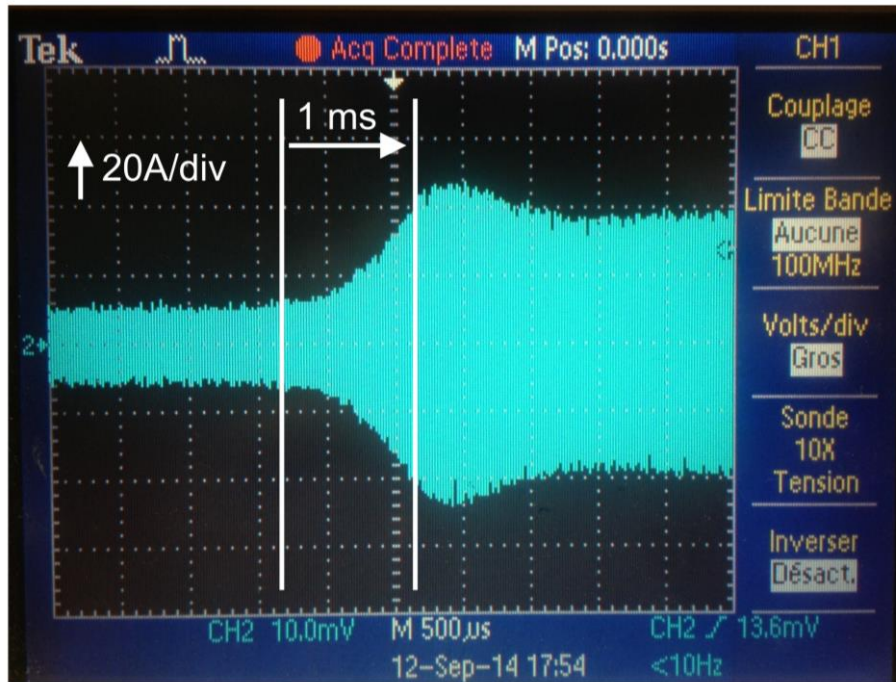 Tek Acq Complete M Pos: 0.000s CH1
1 ms
20A/div
Couplage
CC
Limite Bande
Aucune
100MHz
2
Volts/div
Gros
Sonde
10X
Tension
Inverser
Désact.
CH2 10.0mV M 500µs CH2 13.6mV
12-Sep-14 17:54 <10Hz